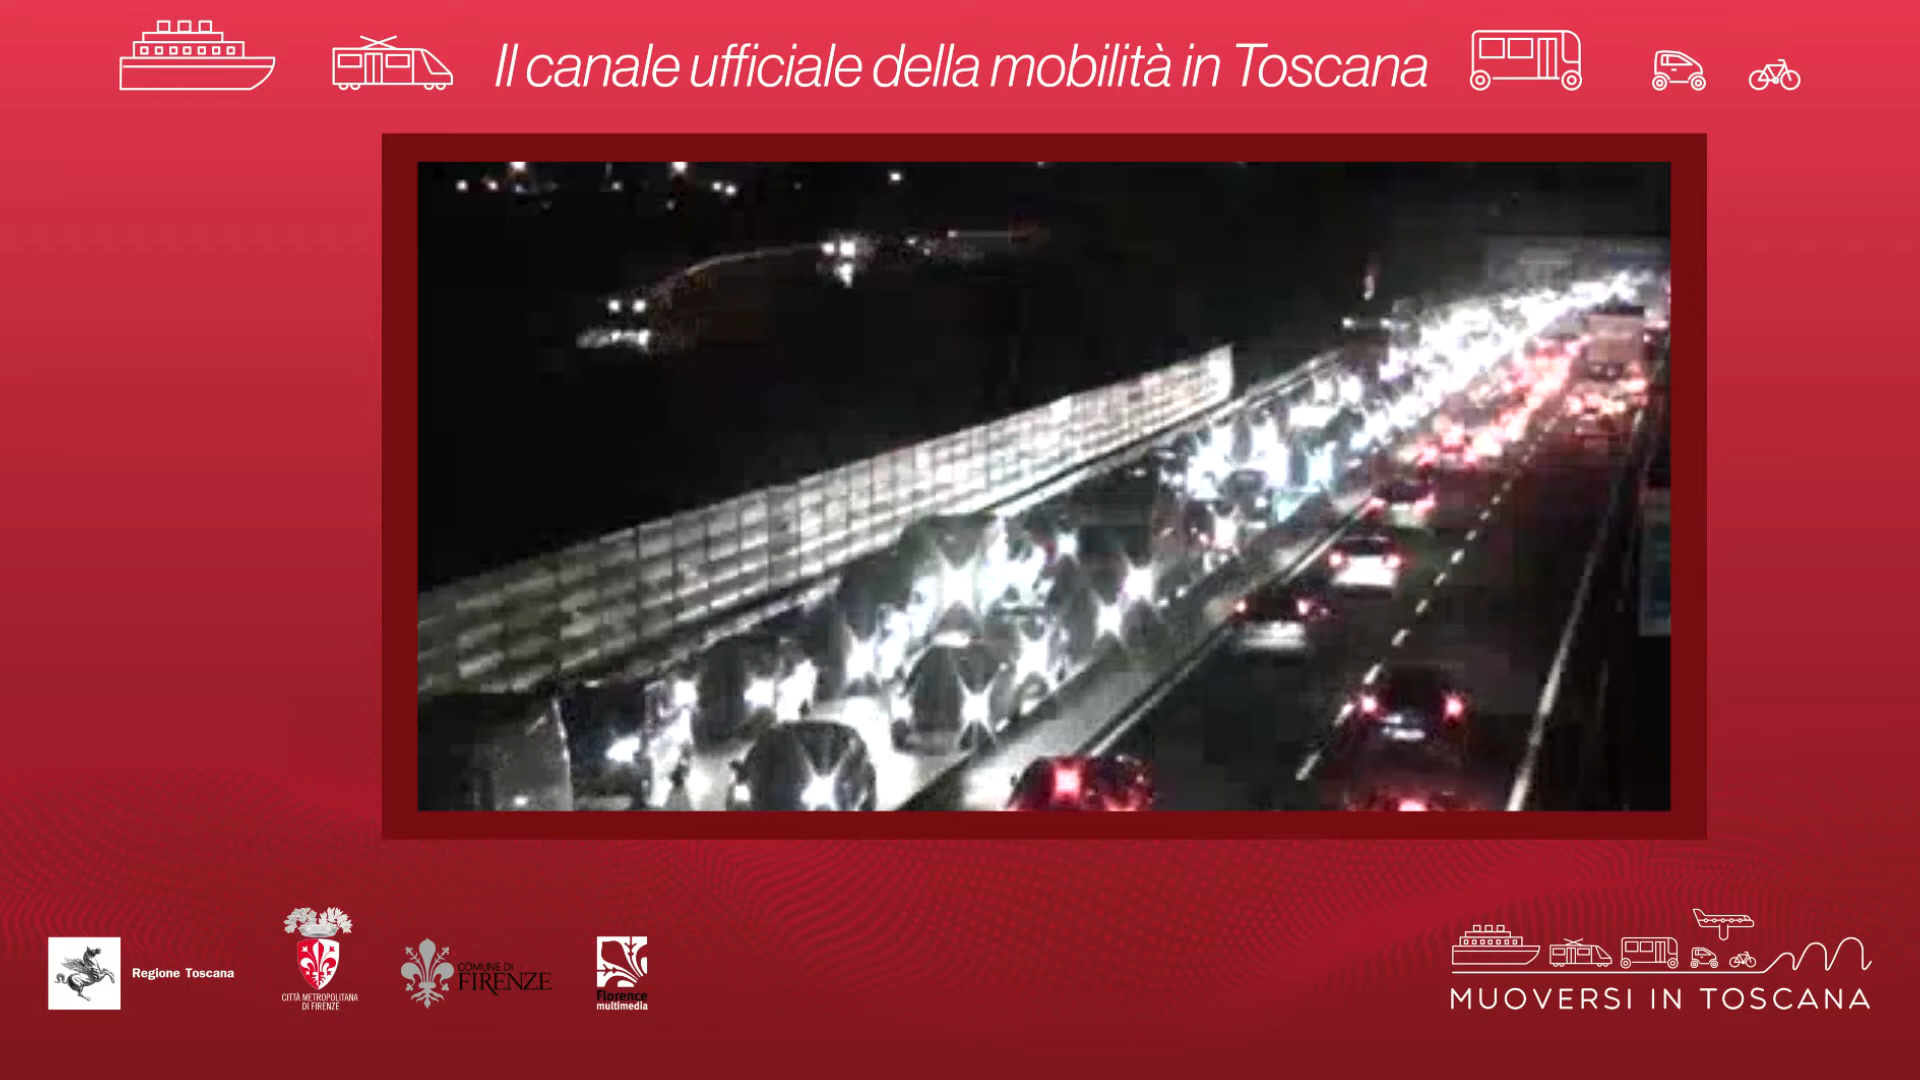 Il canale ufficiale della mobilità in Toscana
Regione Toscana
CITTÀ METROPOLITANA
DI FIRENZE
COMUNE DI
FIRENZE
Florence
multimedia
MUOVERSI IN TOSCANA